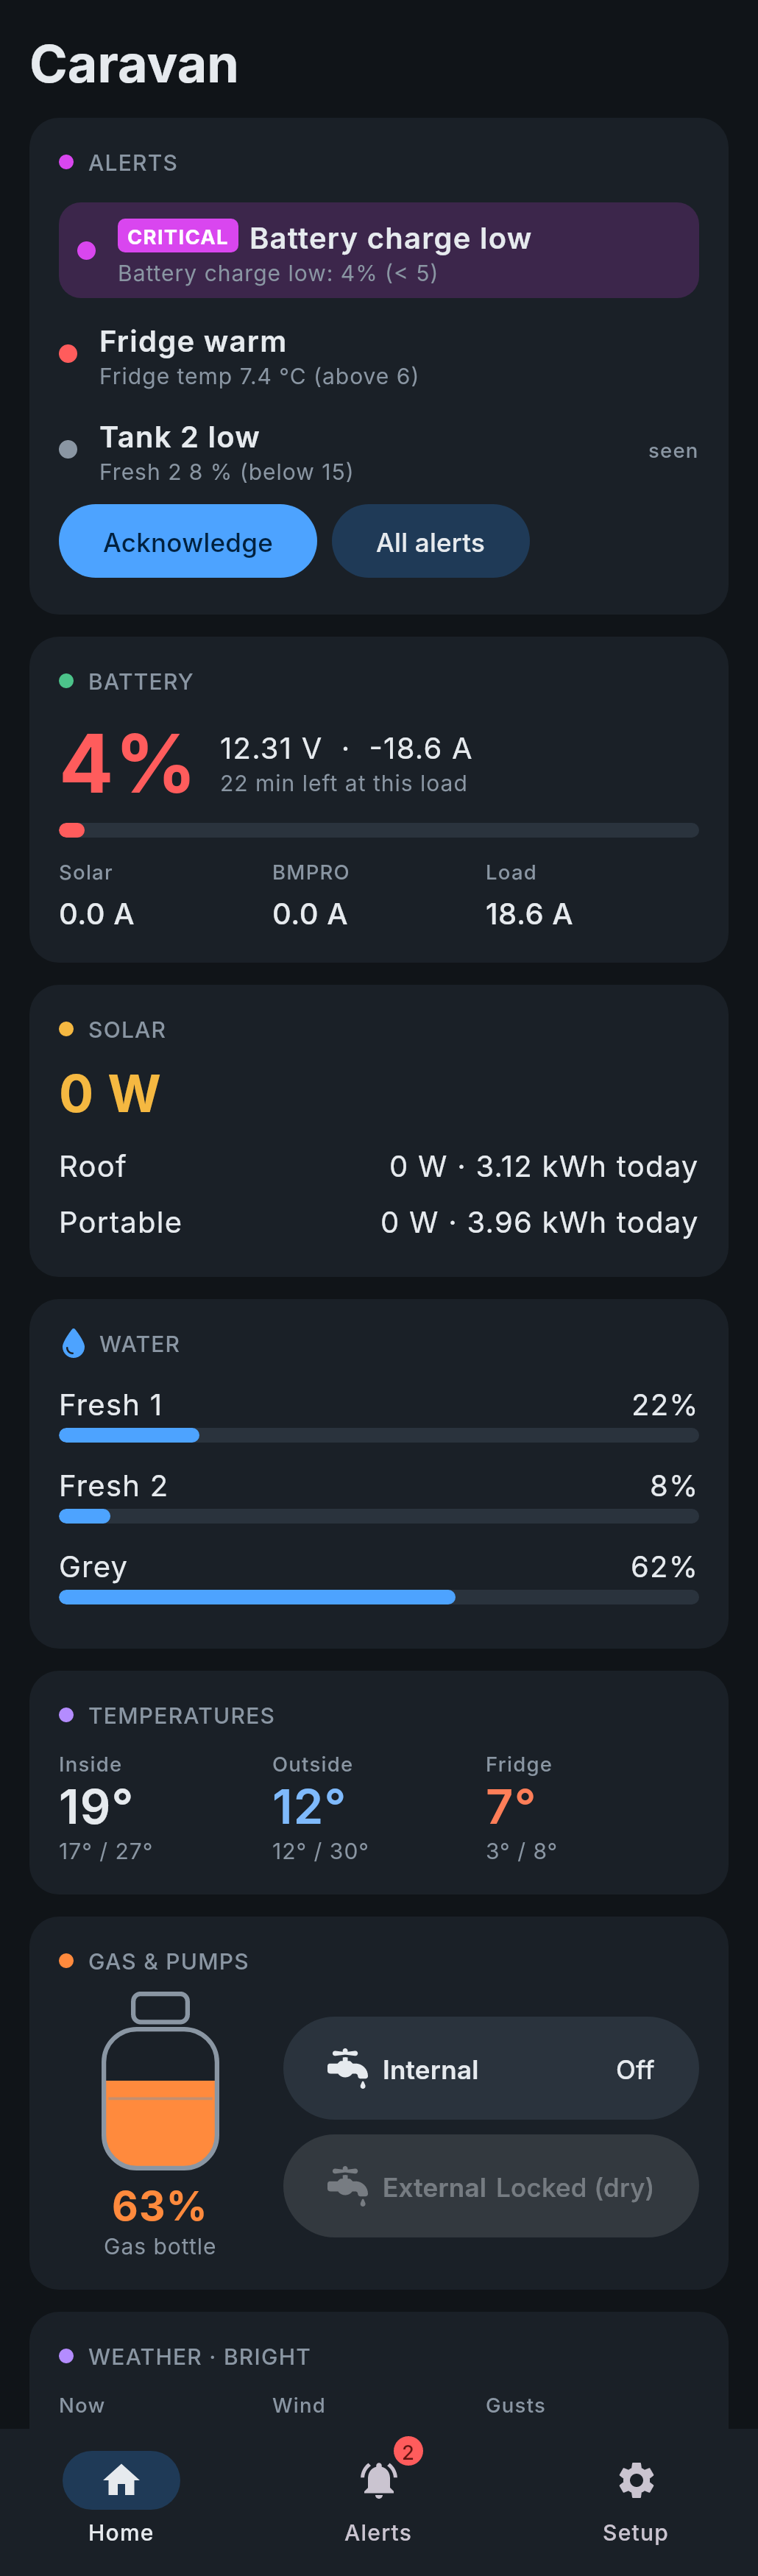 Caravan
ALERTS
CRITICAL Battery charge low
Battery charge low: 4% (< 5)
Fridge warm
Fridge temp 7.4 °C (above 6)
Tank 2 low
Fresh 2 8 % (below 15)
seen
Acknowledge All alerts
BATTERY
4% 12.31 V · -18.6 A
22 min left at this load
Solar BMPRO Load
0.0 A 0.0 A 18.6 A
SOLAR
0 W
Roof 0 W · 3.12 kWh today
Portable 0 W · 3.96 kWh today
WATER
Fresh 1 22%
Fresh 2 8%
Grey 62%
TEMPERATURES
Inside Outside Fridge
19° 12° 7°
17° / 27° 12° / 30° 3° / 8°
GAS & PUMPS
Internal Off
External Locked (dry)
63%
Gas bottle
WEATHER · BRIGHT
Now Wind Gusts
2
Home Alerts Setup